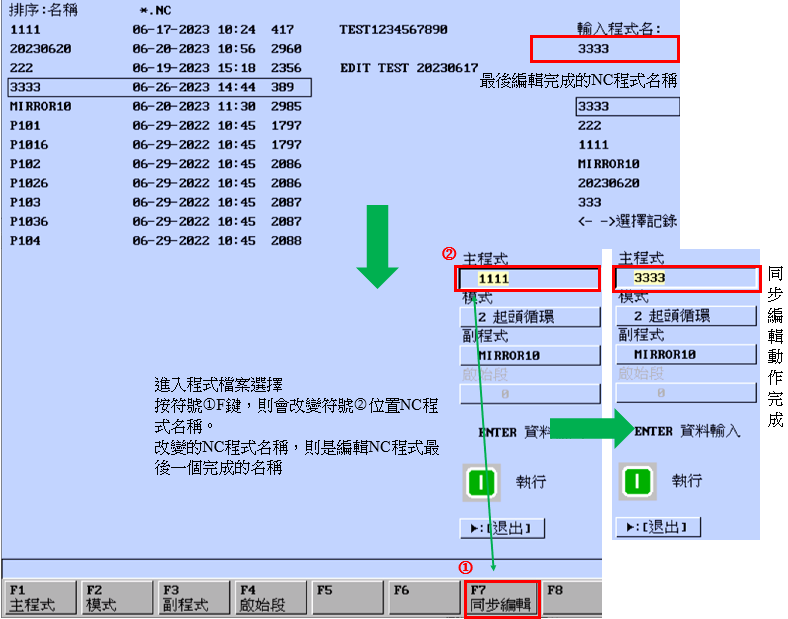 排序:名稱 *.NC
1111 06-17-2023 10:24 417 TEST1234567890
20230620 06-20-2023 10:56 2960
222 06-19-2023 15:18 2356 EDIT TEST 20230617
3333 06-26-2023 14:44 389
MIRROR10 06-20-2023 11:30 2985
P101 06-29-2022 10:45 1797
P1016 06-29-2022 10:45 1797
P102 06-29-2022 10:45 2086
P1026 06-29-2022 10:45 2086
P103 06-29-2022 10:45 2087
P1036 06-29-2022 10:45 2087
P104 06-29-2022 10:45 2088
輸入程式名:
3333
最後編輯完成的NC程式名稱
3333
222
1111
MIRROR10
20230620
333
<- ->選擇記錄
②
主程式
1111
模式
2 起頭循環
副程式
MIRROR10
啟始段
0
ENTER 資料
執行
▶:[退出]
主程式
3333
模式
2 起頭循環
副程式
MIRROR10
啟始段
0
ENTER 資料輸入
執行
▶:[退出]
同步編輯動作完成
進入程式檔案選擇
按符號①F鍵，則會改變符號②位置NC程
式名稱。
改變的NC程式名稱，則是編輯NC程式最
後一個完成的名稱
①
F1 主程式
F2 模式
F3 副程式
F4 啟始段
F5
F6
F7 同步編輯
F8